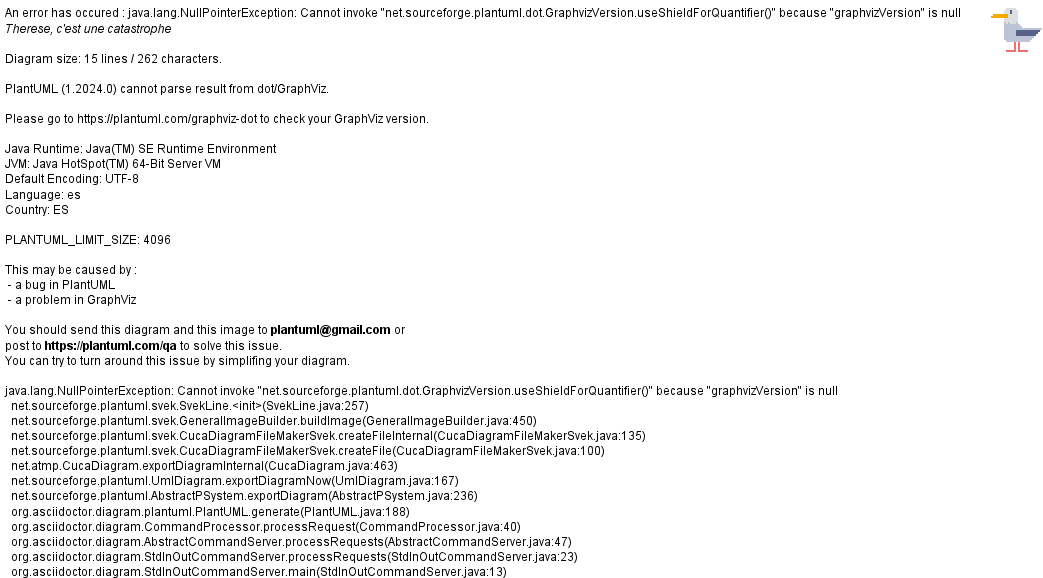 An error has occured : java.lang.NullPointerException: Cannot invoke "net.sourceforge.plantuml.dot.GraphvizVersion.useShieldForQuantifier()" because "graphvizVersion" is null
Therese, c'est une catastrophe
Diagram size: 15 lines / 262 characters.
PlantUML (1.2024.0) cannot parse result from dot/GraphViz.
Please go to https://plantuml.com/graphviz-dot to check your GraphViz version.
Java Runtime: Java(TM) SE Runtime Environment
JVM: Java HotSpot(TM) 64-Bit Server VM
Default Encoding: UTF-8
Language: es
Country: ES
PLANTUML_LIMIT_SIZE: 4096
This may be caused by :
- a bug in PlantUML
- a problem in GraphViz
You should send this diagram and this image to plantuml@gmail.com or
post to https://plantuml.com/qa to solve this issue.
You can try to turn around this issue by simplifing your diagram.
java.lang.NullPointerException: Cannot invoke "net.sourceforge.plantuml.dot.GraphvizVersion.useShieldForQuantifier()" because "graphvizVersion" is null
net.sourceforge.plantuml.svek.SvekLine.<init>(SvekLine.java:257)
net.sourceforge.plantuml.svek.GeneralImageBuilder.buildImage(GeneralImageBuilder.java:450)
net.sourceforge.plantuml.svek.CucaDiagramFileMakerSvek.createFileInternal(CucaDiagramFileMakerSvek.java:135)
net.sourceforge.plantuml.svek.CucaDiagramFileMakerSvek.createFile(CucaDiagramFileMakerSvek.java:100)
net.atmp.CucaDiagram.exportDiagramInternal(CucaDiagram.java:463)
net.sourceforge.plantuml.UmlDiagram.exportDiagramNow(UmlDiagram.java:167)
net.sourceforge.plantuml.AbstractPSystem.exportDiagram(AbstractPSystem.java:236)
org.asciidoctor.diagram.plantuml.PlantUML.generate(PlantUML.java:188)
org.asciidoctor.diagram.CommandProcessor.processRequest(CommandProcessor.java:40)
org.asciidoctor.diagram.AbstractCommandServer.processRequests(AbstractCommandServer.java:47)
org.asciidoctor.diagram.StdInOutCommandServer.processRequests(StdInOutCommandServer.java:23)
org.asciidoctor.diagram.StdInOutCommandServer.main(StdInOutCommandServer.java:13)